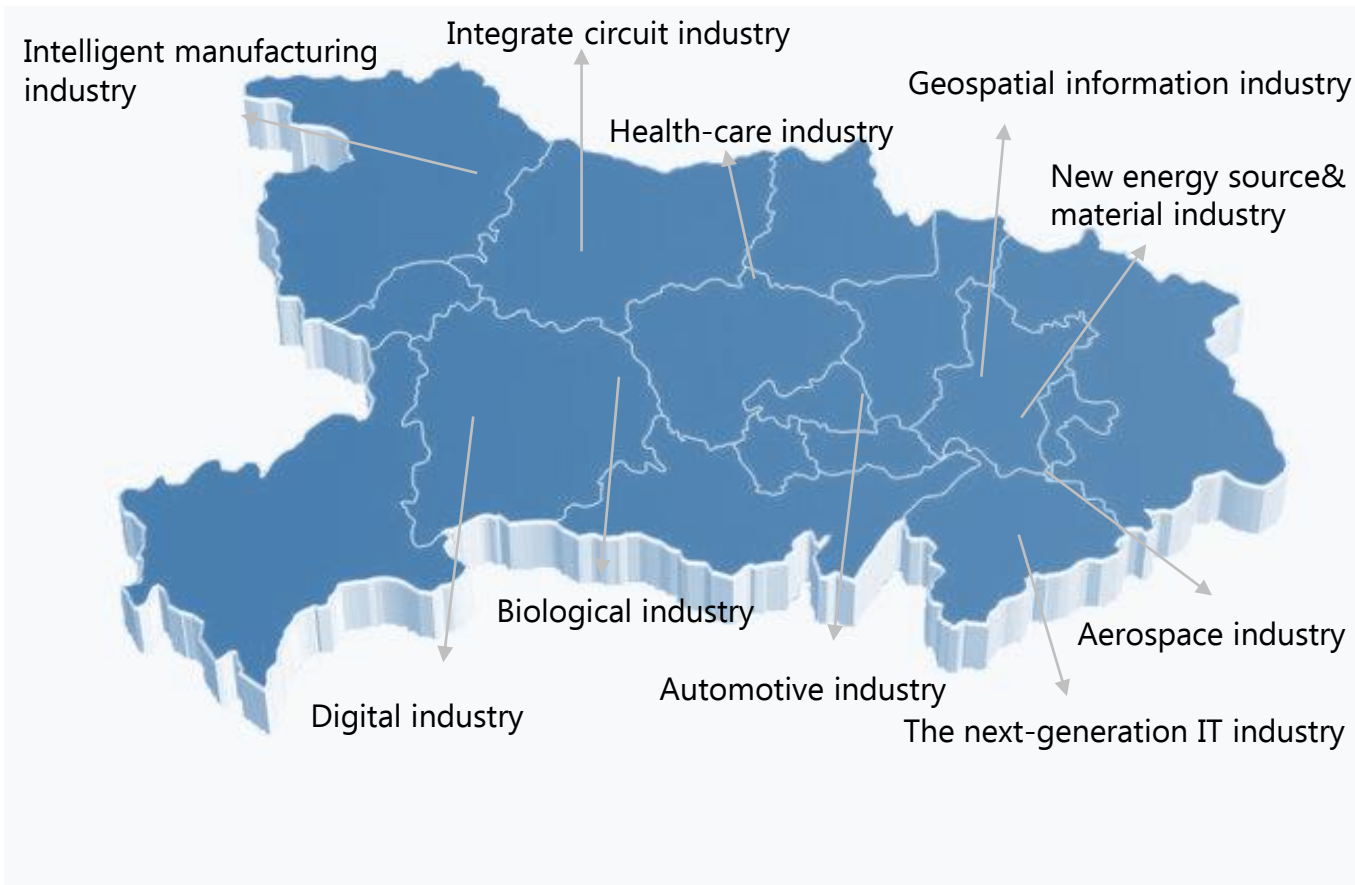 Integrate circuit industry
Intelligent manufacturing
industry
Geospatial information industry
Health-care industry
New energy source&
material industry
Biological industry
Aerospace industry
Automotive industry
Digital industry
The next-generation IT industry